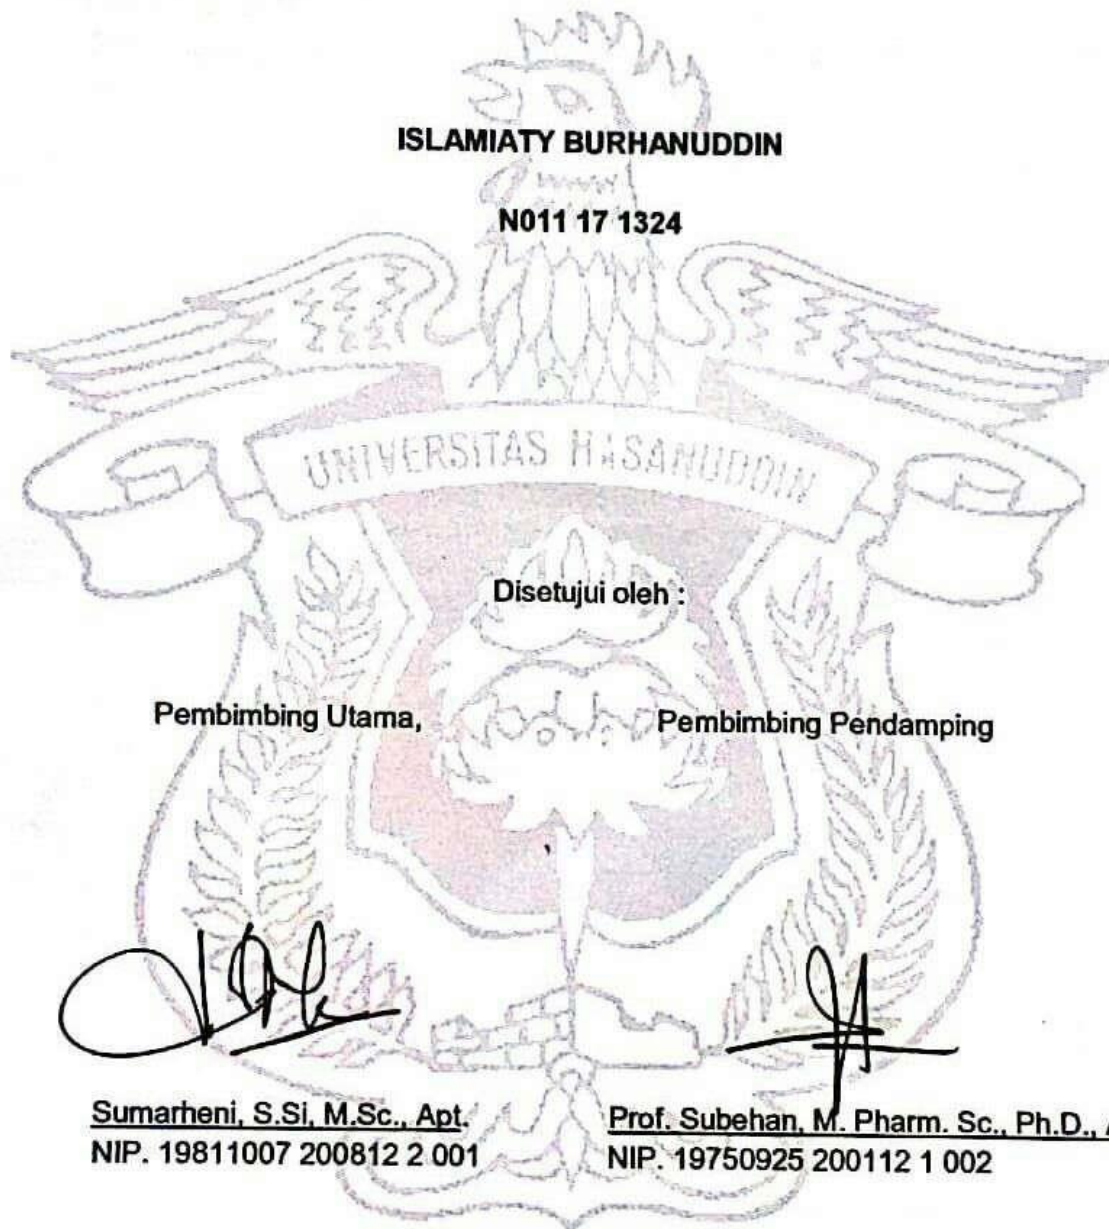 ISLAMIATY BURHANUDDIN
N011 17 1324
UNIVERSITAS HASANUDDIN
Disetujui oleh :
Pembimbing Utama, Pembimbing Pendamping
Sumarheni, S.Si, M.Sc., Apt. Prof. Subehan, M. Pharm. Sc., Ph.D.,
NIP. 19811007 200812 2 001 NIP. 19750925 200112 1 002